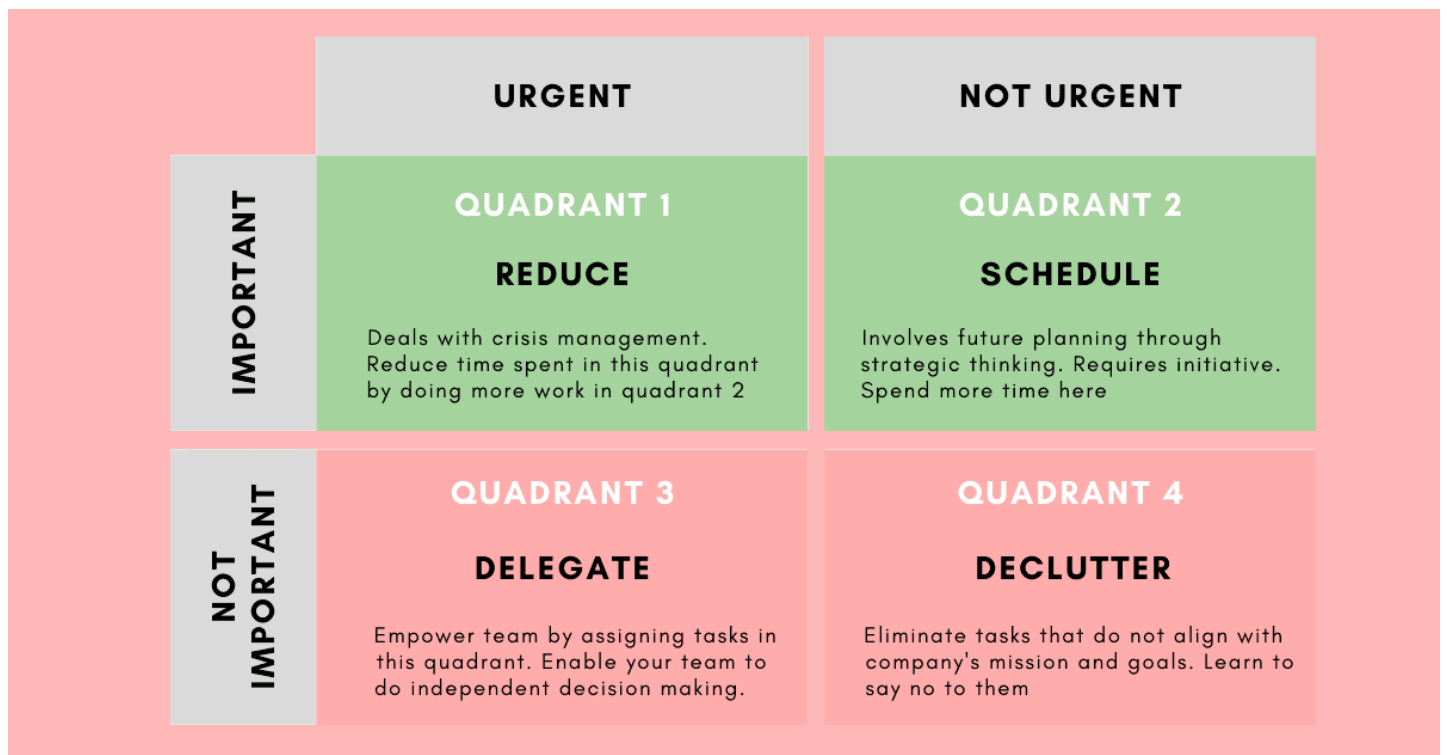 URGENT
NOT URGENT
IMPORTANT
QUADRANT 1
REDUCE
Deals with crisis management.
Reduce time spent in this quadrant
by doing more work in quadrant 2
QUADRANT 2
SCHEDULE
Involves future planning through
strategic thinking. Requires initiative.
Spend more time here
NOT
IMPORTANT
QUADRANT 3
DELEGATE
Empower team by assigning tasks in
this quadrant. Enable your team to
do independent decision making.
QUADRANT 4
DECLUTTER
Eliminate tasks that do not align with
company's mission and goals. Learn to
say no to them